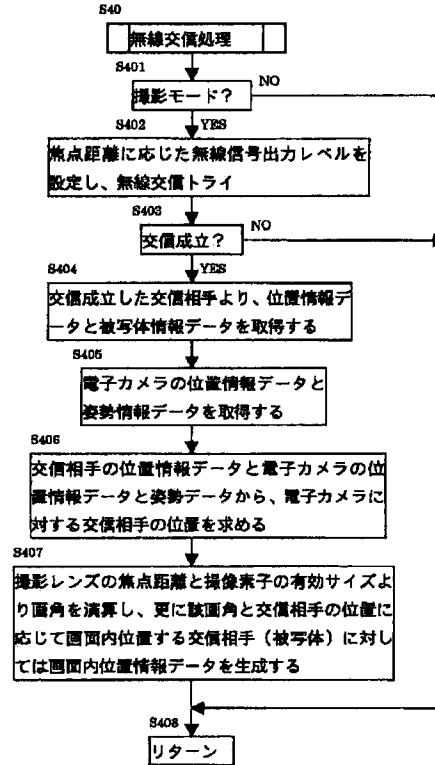 S40
無線交信処理
S401
撮影モード?
NO
S402
YES
焦点距離に応じた無線信号出力レベルを
設定し、無線交信トライ
S403
交信成立?
NO
S404
YES
交信成立した交信相手より、位置情報デ
ータと被写体情報データを取得する
S405
電子カメラの位置情報データと
姿勢情報データを取得する
S406
交信相手の位置情報データと電子カメラの位
置情報データと姿勢データから、電子カメラに
対する交信相手の位置を求める
S407
撮影レンズの焦点距離と撮像素子の有効サイズよ
り画角を演算し、更に該画角と交信相手の位置に
応じて画面内位置する交信相手(被写体)に対し
ては画面内位置情報データを生成する
S408
リターン